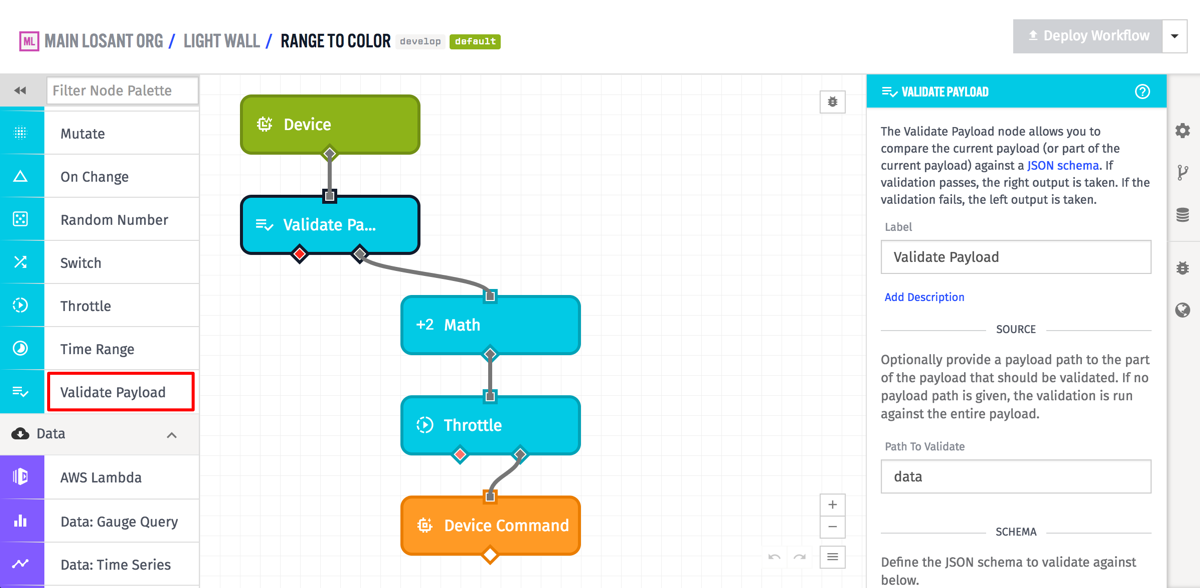 ML MAIN LOSANT ORG / LIGHT WALL / RANGE TO COLOR develop default
Deploy Workflow
Filter Node Palette
Mutate
On Change
Random Number
Switch
Throttle
Time Range
Validate Payload
Data
AWS Lambda
Data: Gauge Query
Data: Time Series
Device
Validate Pa...
+2 Math
Throttle
Device Command
VALIDATE PAYLOAD
The Validate Payload node allows you to
compare the current payload (or part of the
current payload) against a JSON schema. If
validation passes, the right output is taken. If the
validation fails, the left output is taken.
Label
Validate Payload
Add Description
SOURCE
Optionally provide a payload path to the part
of the payload that should be validated. If no
payload path is given, the validation is run
against the entire payload.
Path To Validate
data
SCHEMA
Define the JSON schema to validate against
below.